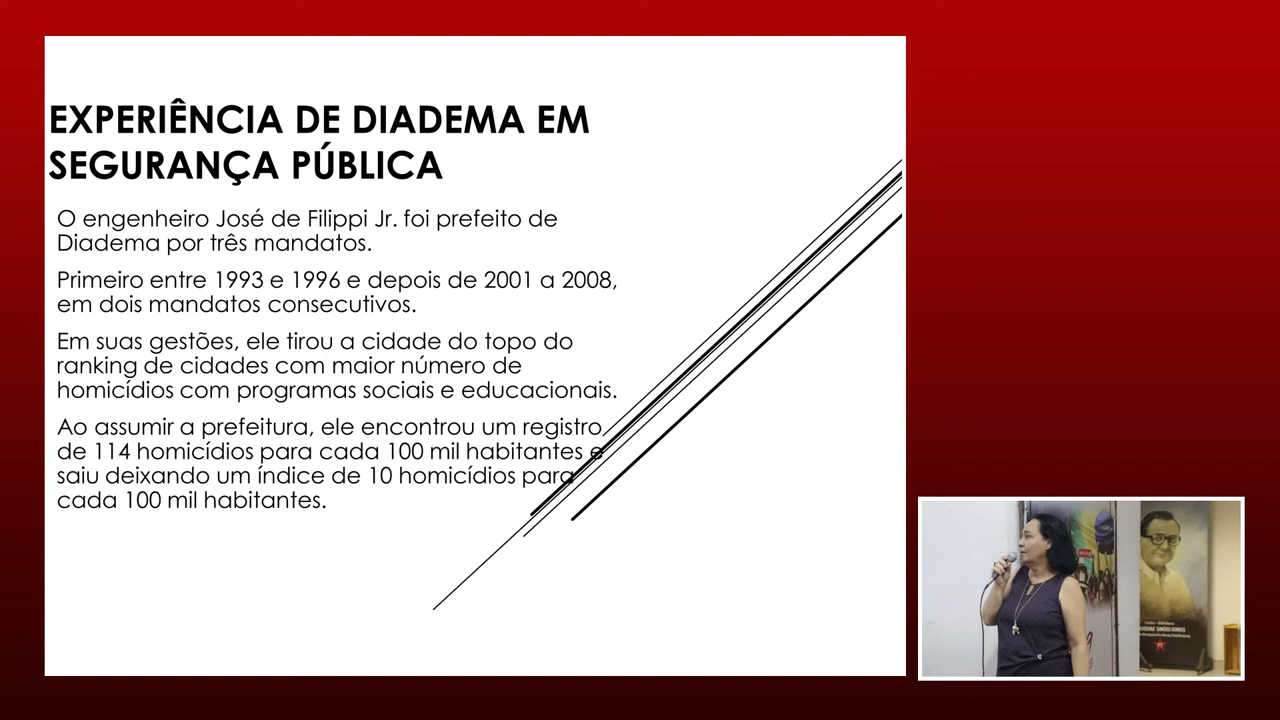 EXPERIÊNCIA DE DIADEMA EM
SEGURANÇA PÚBLICA
O engenheiro José de Filippi Jr. foi prefeito de
Diadema por três mandatos.
Primeiro entre 1993 e 1996 e depois de 2001 a 2008,
em dois mandatos consecutivos.
Em suas gestões, ele tirou a cidade do topo do
ranking de cidades com maior número de
homicídios com programas sociais e educacionais.
Ao assumir a prefeitura, ele encontrou um registro
de 114 homicídios para cada 100 mil habitantes e
saiu deixando um índice de 10 homicídios para
cada 100 mil habitantes.